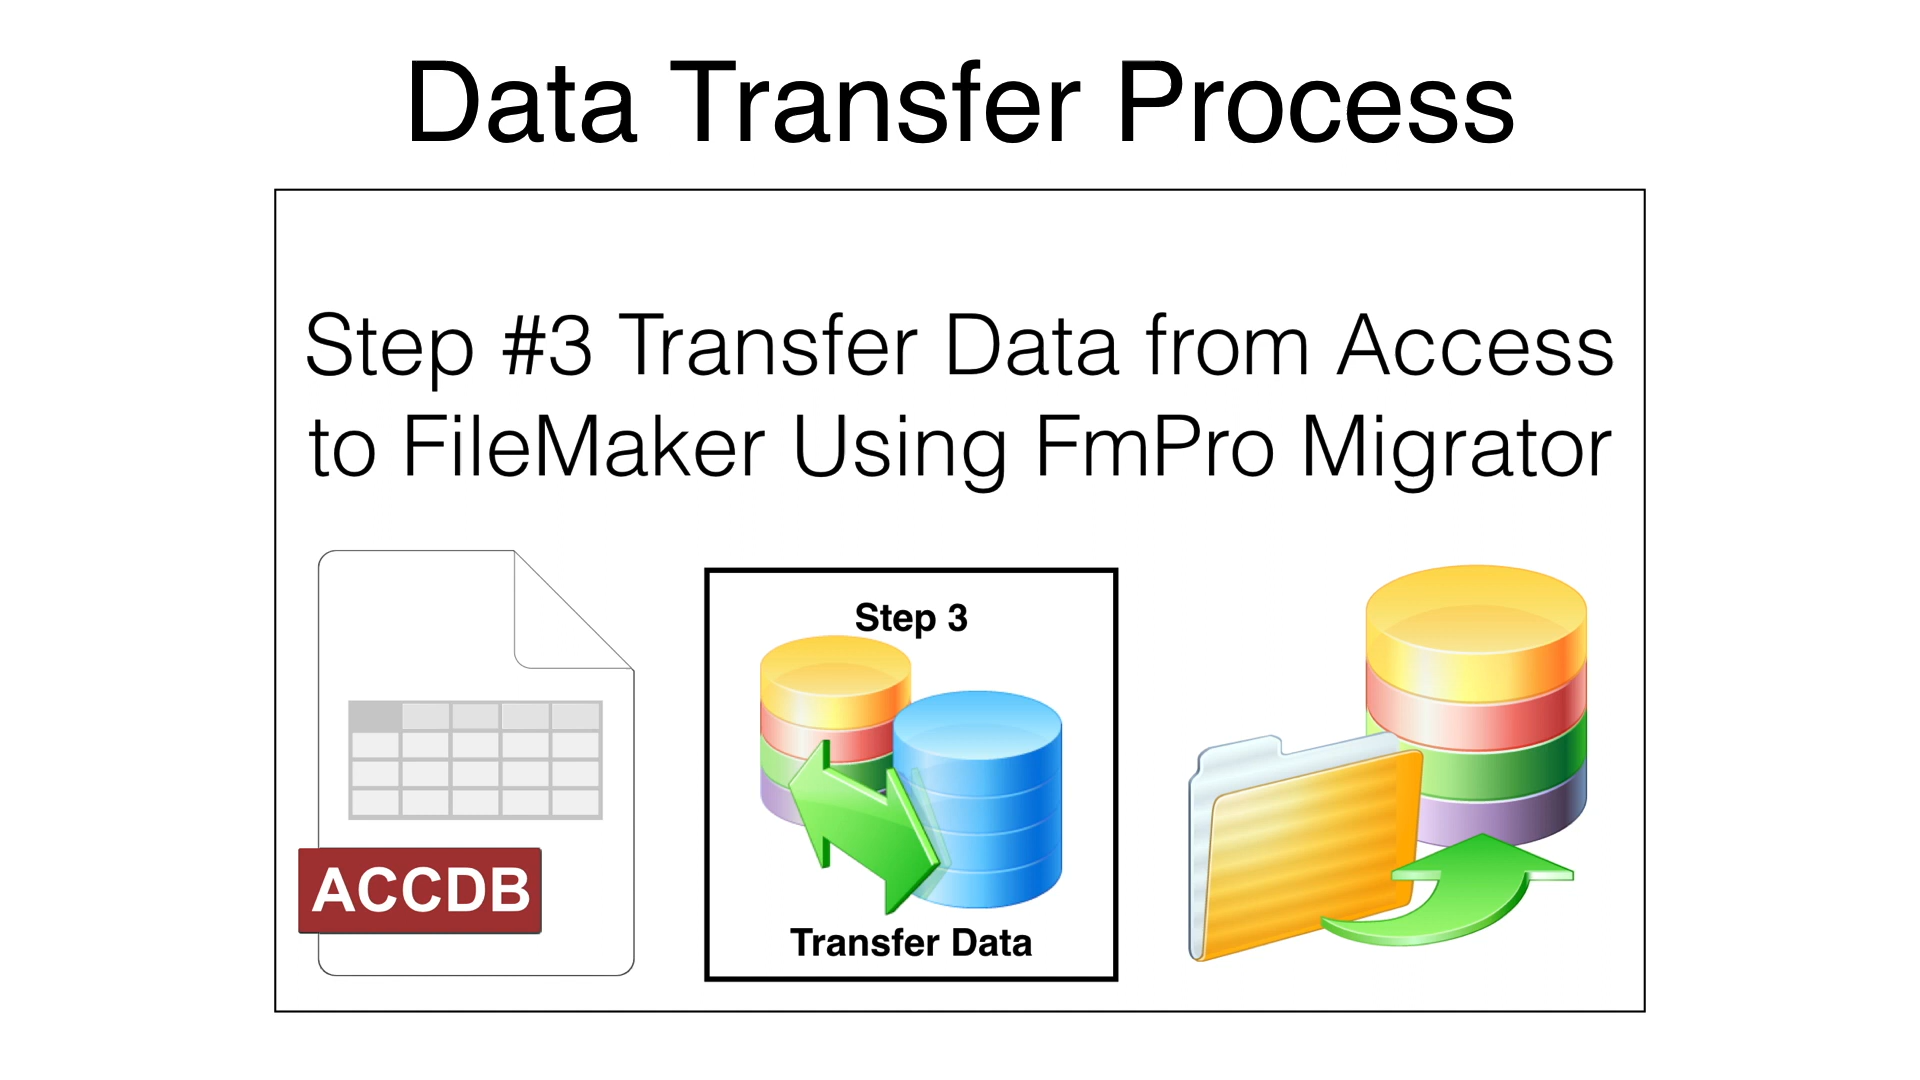 Data Transfer Process
Step #3 Transfer Data from Access
to FileMaker Using FmPro Migrator
Step 3
ACCDB
Transfer Data